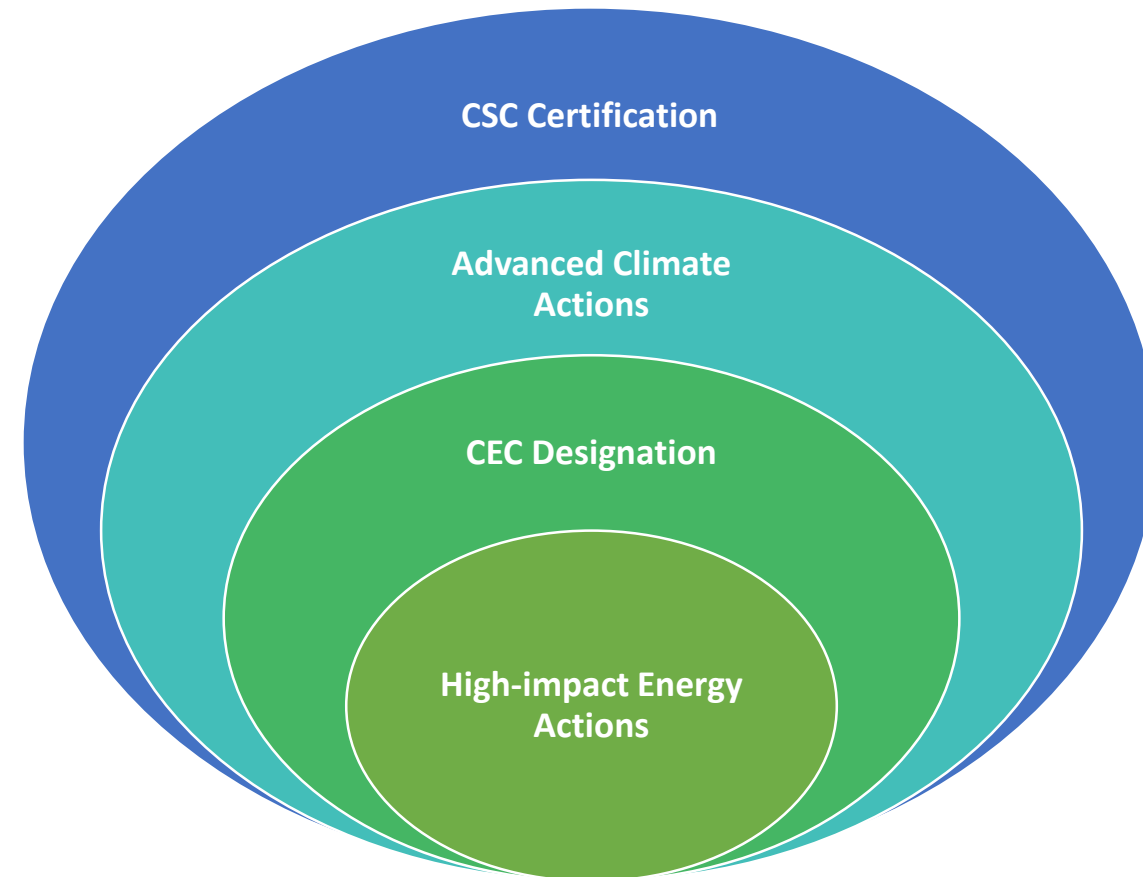 CSC Certification
Advanced Climate
Actions
CEC Designation
High-impact Energy
Actions